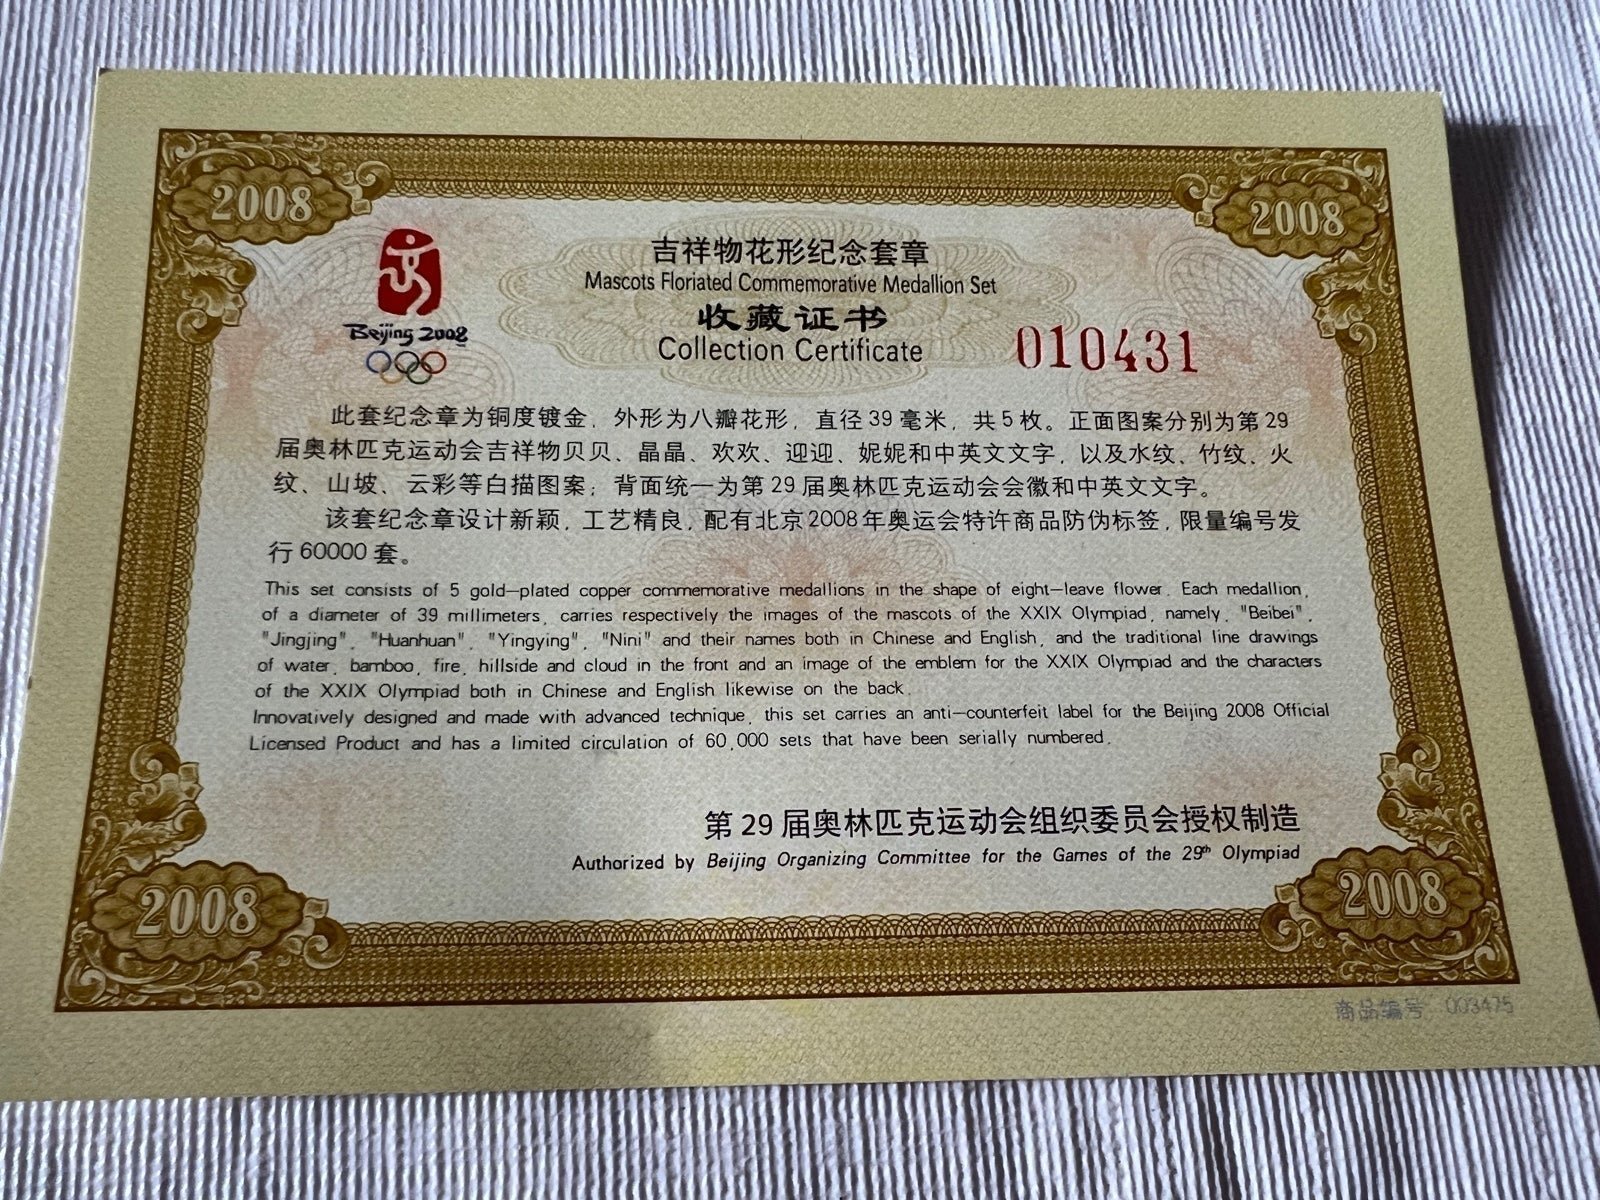 2008
2008
Beijing 2008
吉祥物花形纪念套章
Mascots Floriated Commemorative Medallion Set
收藏证书
Collection Certificate
010431
此套纪念章为铜度镀金，外形为八瓣花形，直径39毫米，共5枚。正面图案分别为第29
届奥林匹克运动会吉祥物贝贝、晶晶、欢欢、迎迎、妮妮和中英文文字，以及水纹、竹纹、火
纹、山坡、云彩等白描图案；背面统一为第29届奥林匹克运动会会徽和中英文文字。
该套纪念章设计新颖，工艺精良，配有北京2008年奥运会特许商品防伪标签，限量编号发
行60000套。
This set consists of 5 gold-plated copper commemorative medallions in the shape of eight-leave flower. Each medallion,
of a diameter of 39 millimeters, carries respectively the images of the mascots of the XXIX Olympiad, namely, "Beibei",
"Jingjing", "Huanhuan", "Yingying", "Nini" and their names both in Chinese and English, and the traditional line drawings
of water, bamboo, fire, hillside and cloud in the front and an image of the emblem for the XXIX Olympiad and the characters
of the XXIX Olympiad both in Chinese and English likewise on the back.
Innovatively designed and made with advanced technique, this set carries an anti-counterfeit label for the Beijing 2008 Official
Licensed Product and has a limited circulation of 60,000 sets that have been serially numbered.
第29届奥林匹克运动会组织委员会授权制造
Authorized by Beijing Organizing Committee for the Games of the 29th Olympiad
2008
2008
商品编号 003475